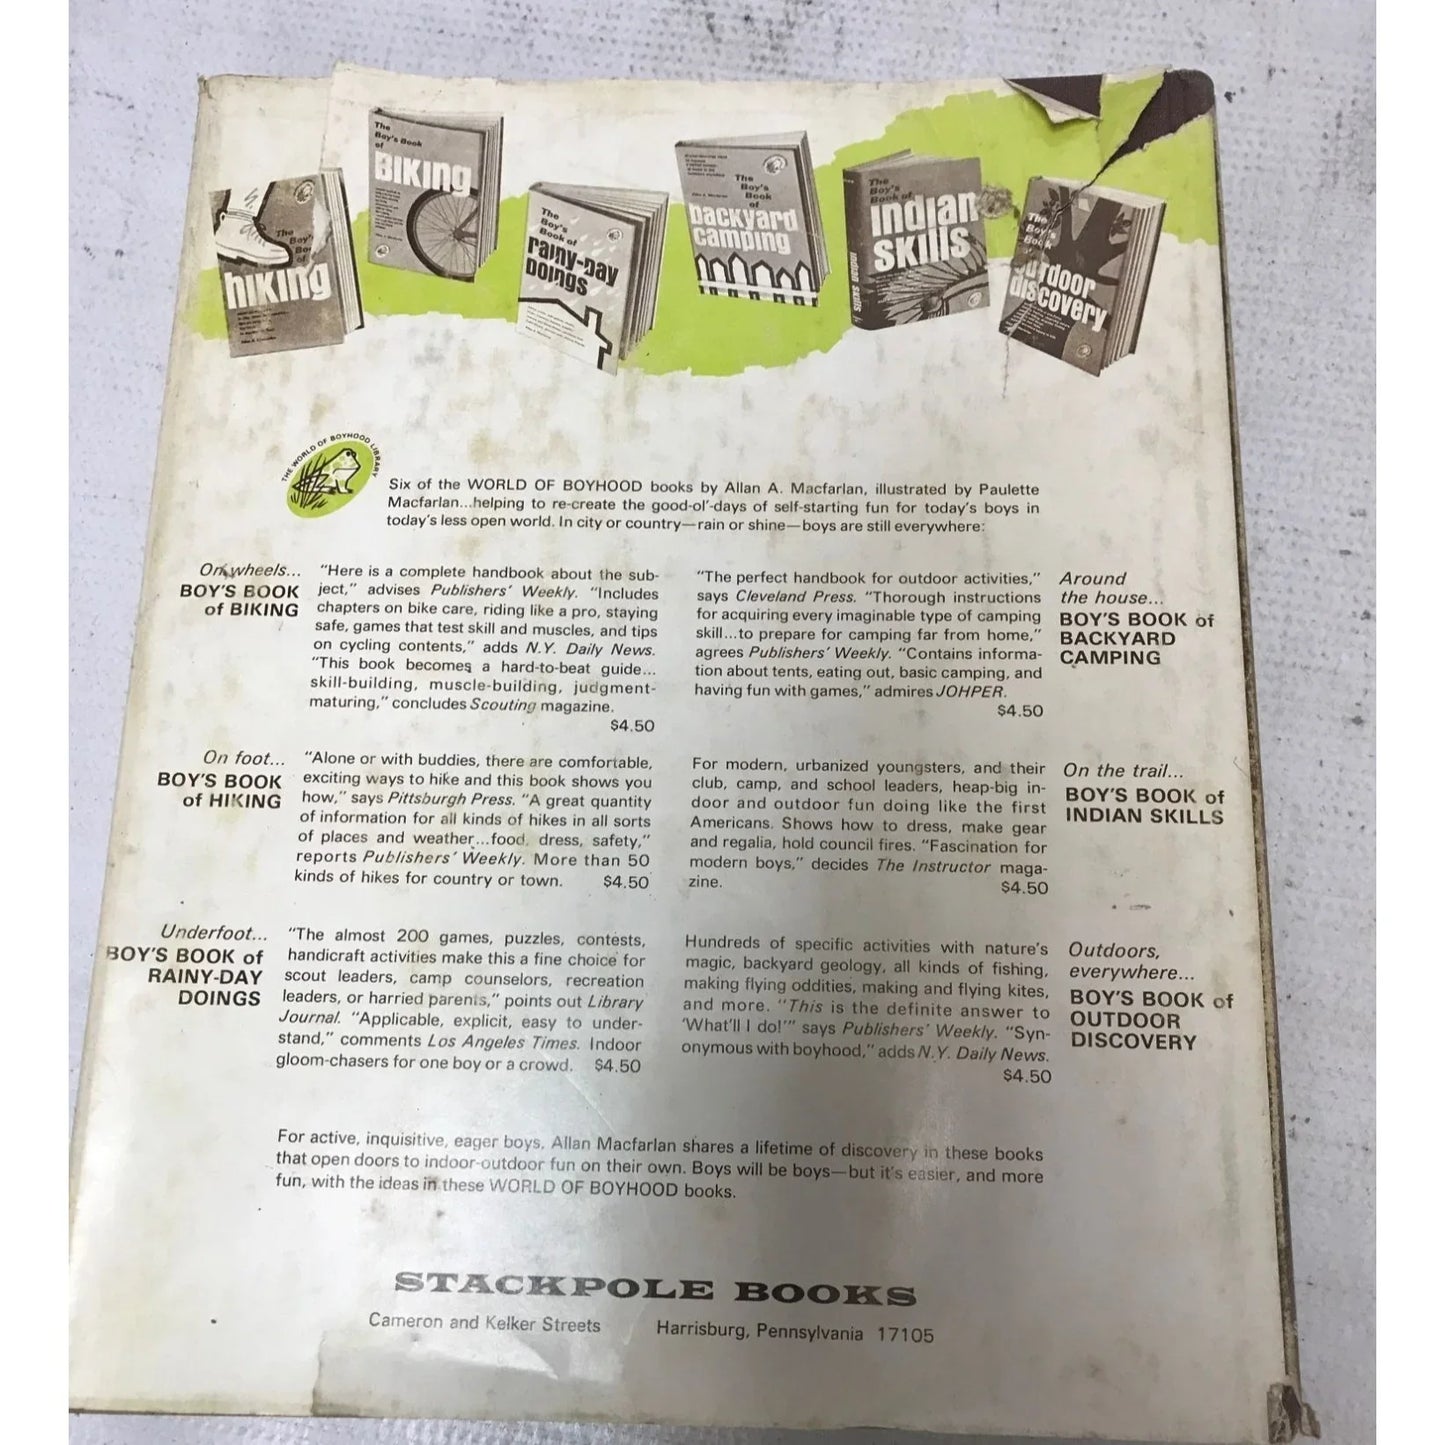 The
Boy's Book
of
BIKING
The
Boy's
Book
of
backyard
camping
The
Boy's
Book of
indian
SKILLS
INDIAN SKILLS
The
Boy's
Book of
rainy-day
DOINGS
The
Boy's
hiking
The
Boy's
Book
discovery
THE WORLD OF BOYHOOD LIBRARY
Six of the WORLD OF BOYHOOD books by Allan A. Macfarlan, illustrated by Paulette
Macfarlan...helping to re-create the good-ol'-days of self-starting fun for today's boys in
today's less open world. In city or country—rain or shine—boys are still everywhere:
On wheels...
BOY'S BOOK
of BIKING
"Here is a complete handbook about the sub-
ject," advises Publishers' Weekly. "Includes
chapters on bike care, riding like a pro, staying
safe, games that test skill and muscles, and tips
on cycling contents," adds N.Y. Daily News.
"This book becomes a hard-to-beat guide...
skill-building, muscle-building, judgment-
maturing," concludes Scouting magazine.
$4.50
"The perfect handbook for outdoor activities,"
says Cleveland Press. "Thorough instructions
for acquiring every imaginable type of camping
skill...to prepare for camping far from home,"
agrees Publishers' Weekly. "Contains informa-
tion about tents, eating out, basic camping, and
having fun with games," admires JOHPER.
$4.50
Around
the house...
BOY'S BOOK of
BACKYARD
CAMPING
On foot...
BOY'S BOOK
of HIKING
"Alone or with buddies, there are comfortable,
exciting ways to hike and this book shows you
how," says Pittsburgh Press. "A great quantity
of information for all kinds of hikes in all sorts
of places and weather...food, dress, safety,"
reports Publishers' Weekly. More than 50
kinds of hikes for country or town. $4.50
For modern, urbanized youngsters, and their
club, camp, and school leaders, heap-big in-
door and outdoor fun doing like the first
Americans. Shows how to dress, make gear
and regalia, hold council fires. "Fascination for
modern boys," decides The Instructor maga-
zine. $4.50
On the trail...
BOY'S BOOK of
INDIAN SKILLS
Underfoot...
BOY'S BOOK of
RAINY-DAY
DOINGS
"The almost 200 games, puzzles, contests,
handicraft activities make this a fine choice for
scout leaders, camp counselors, recreation
leaders, or harried parents," points out Library
Journal. "Applicable, explicit, easy to under-
stand," comments Los Angeles Times. Indoor
gloom-chasers for one boy or a crowd. $4.50
Hundreds of specific activities with nature's
magic, backyard geology, all kinds of fishing,
making flying oddities, making and flying kites,
and more. "This is the definite answer to
'What'll I do!'" says Publishers' Weekly. "Syn-
onymous with boyhood," adds N.Y. Daily News.
$4.50
Outdoors,
everywhere...
BOY'S BOOK of
OUTDOOR
DISCOVERY
For active, inquisitive, eager boys. Allan Macfarlan shares a lifetime of discovery in these books
that open doors to indoor-outdoor fun on their own. Boys will be boys—but it's easier, and more
fun, with the ideas in these WORLD OF BOYHOOD books.
STACKPOLE BOOKS
Cameron and Kelker Streets Harrisburg, Pennsylvania 17105